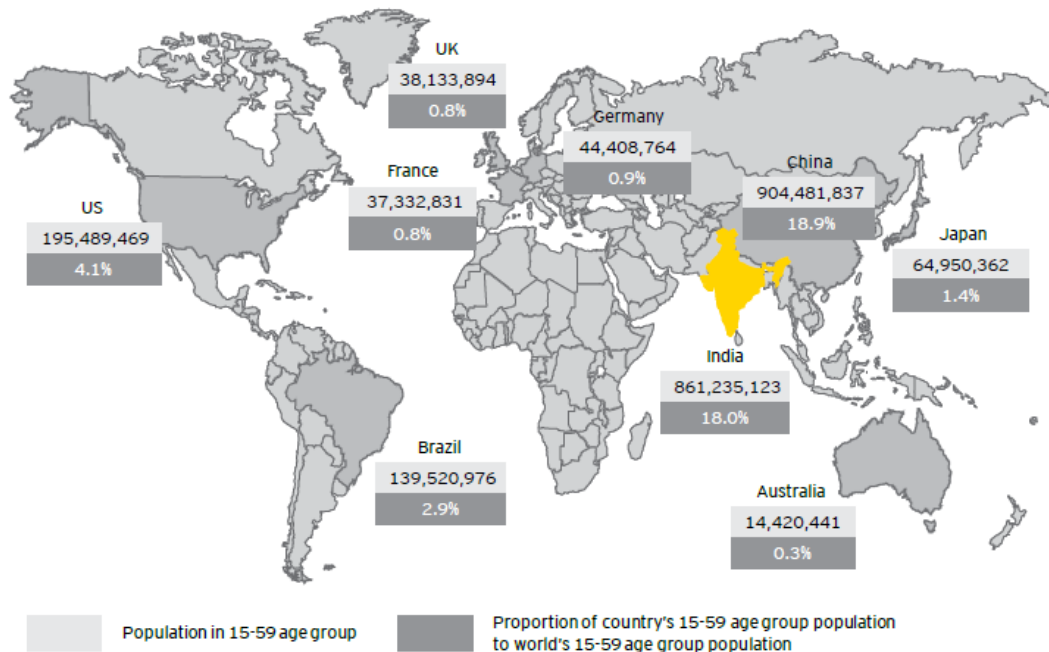 UK
38,133,894
0.8%
Germany
44,408,764
0.9%
France
37,332,831
0.8%
China
904,481,837
18.9%
US
195,489,469
4.1%
Japan
64,950,362
1.4%
India
861,235,123
18.0%
Brazil
139,520,976
2.9%
Australia
14,420,441
0.3%
Population in 15-59 age group
Proportion of country's 15-59 age group population
to world's 15-59 age group population